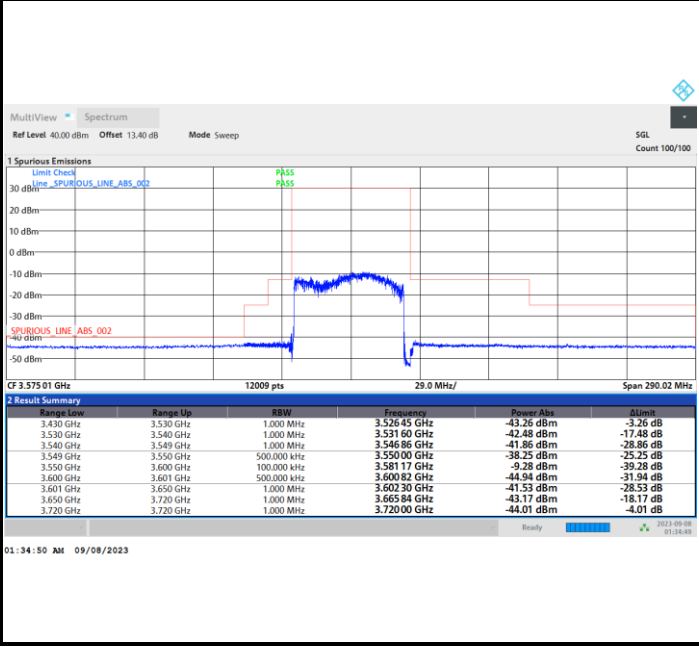 MultiView Spectrum
Ref Level 40.00 dBm Offset 13.40 dB Mode Sweep SGL
Count 100/100
1 Spurious Emissions
Limit Check PASS
Line _SPURIOUS_LINE_ABS_002 PASS
30 dBm
20 dBm
10 dBm
0 dBm
-10 dBm
-20 dBm
-30 dBm
_SPURIOUS_LINE_ABS_002
-40 dBm
-50 dBm
CF 3.575 01 GHz 12009 pts 29.0 MHz/ Span 290.02 MHz
2 Result Summary
Range Low Range Up RBW Frequency Power Abs ΔLimit
3.430 GHz 3.530 GHz 1.000 MHz 3.526 45 GHz -43.26 dBm -3.26 dB
3.530 GHz 3.540 GHz 1.000 MHz 3.531 60 GHz -42.48 dBm -17.48 dB
3.540 GHz 3.549 GHz 1.000 MHz 3.546 86 GHz -41.86 dBm -28.86 dB
3.549 GHz 3.550 GHz 500.000 kHz 3.550 00 GHz -38.25 dBm -25.25 dB
3.550 GHz 3.600 GHz 100.000 kHz 3.581 17 GHz -9.28 dBm -39.28 dB
3.600 GHz 3.601 GHz 500.000 kHz 3.600 82 GHz -44.94 dBm -31.94 dB
3.601 GHz 3.650 GHz 1.000 MHz 3.602 30 GHz -41.53 dBm -28.53 dB
3.650 GHz 3.720 GHz 1.000 MHz 3.665 84 GHz -43.17 dBm -18.17 dB
3.720 GHz 3.720 GHz 1.000 MHz 3.720 00 GHz -44.01 dBm -4.01 dB
Ready 2023-09-08
01:34:49
01:34:50 AM 09/08/2023